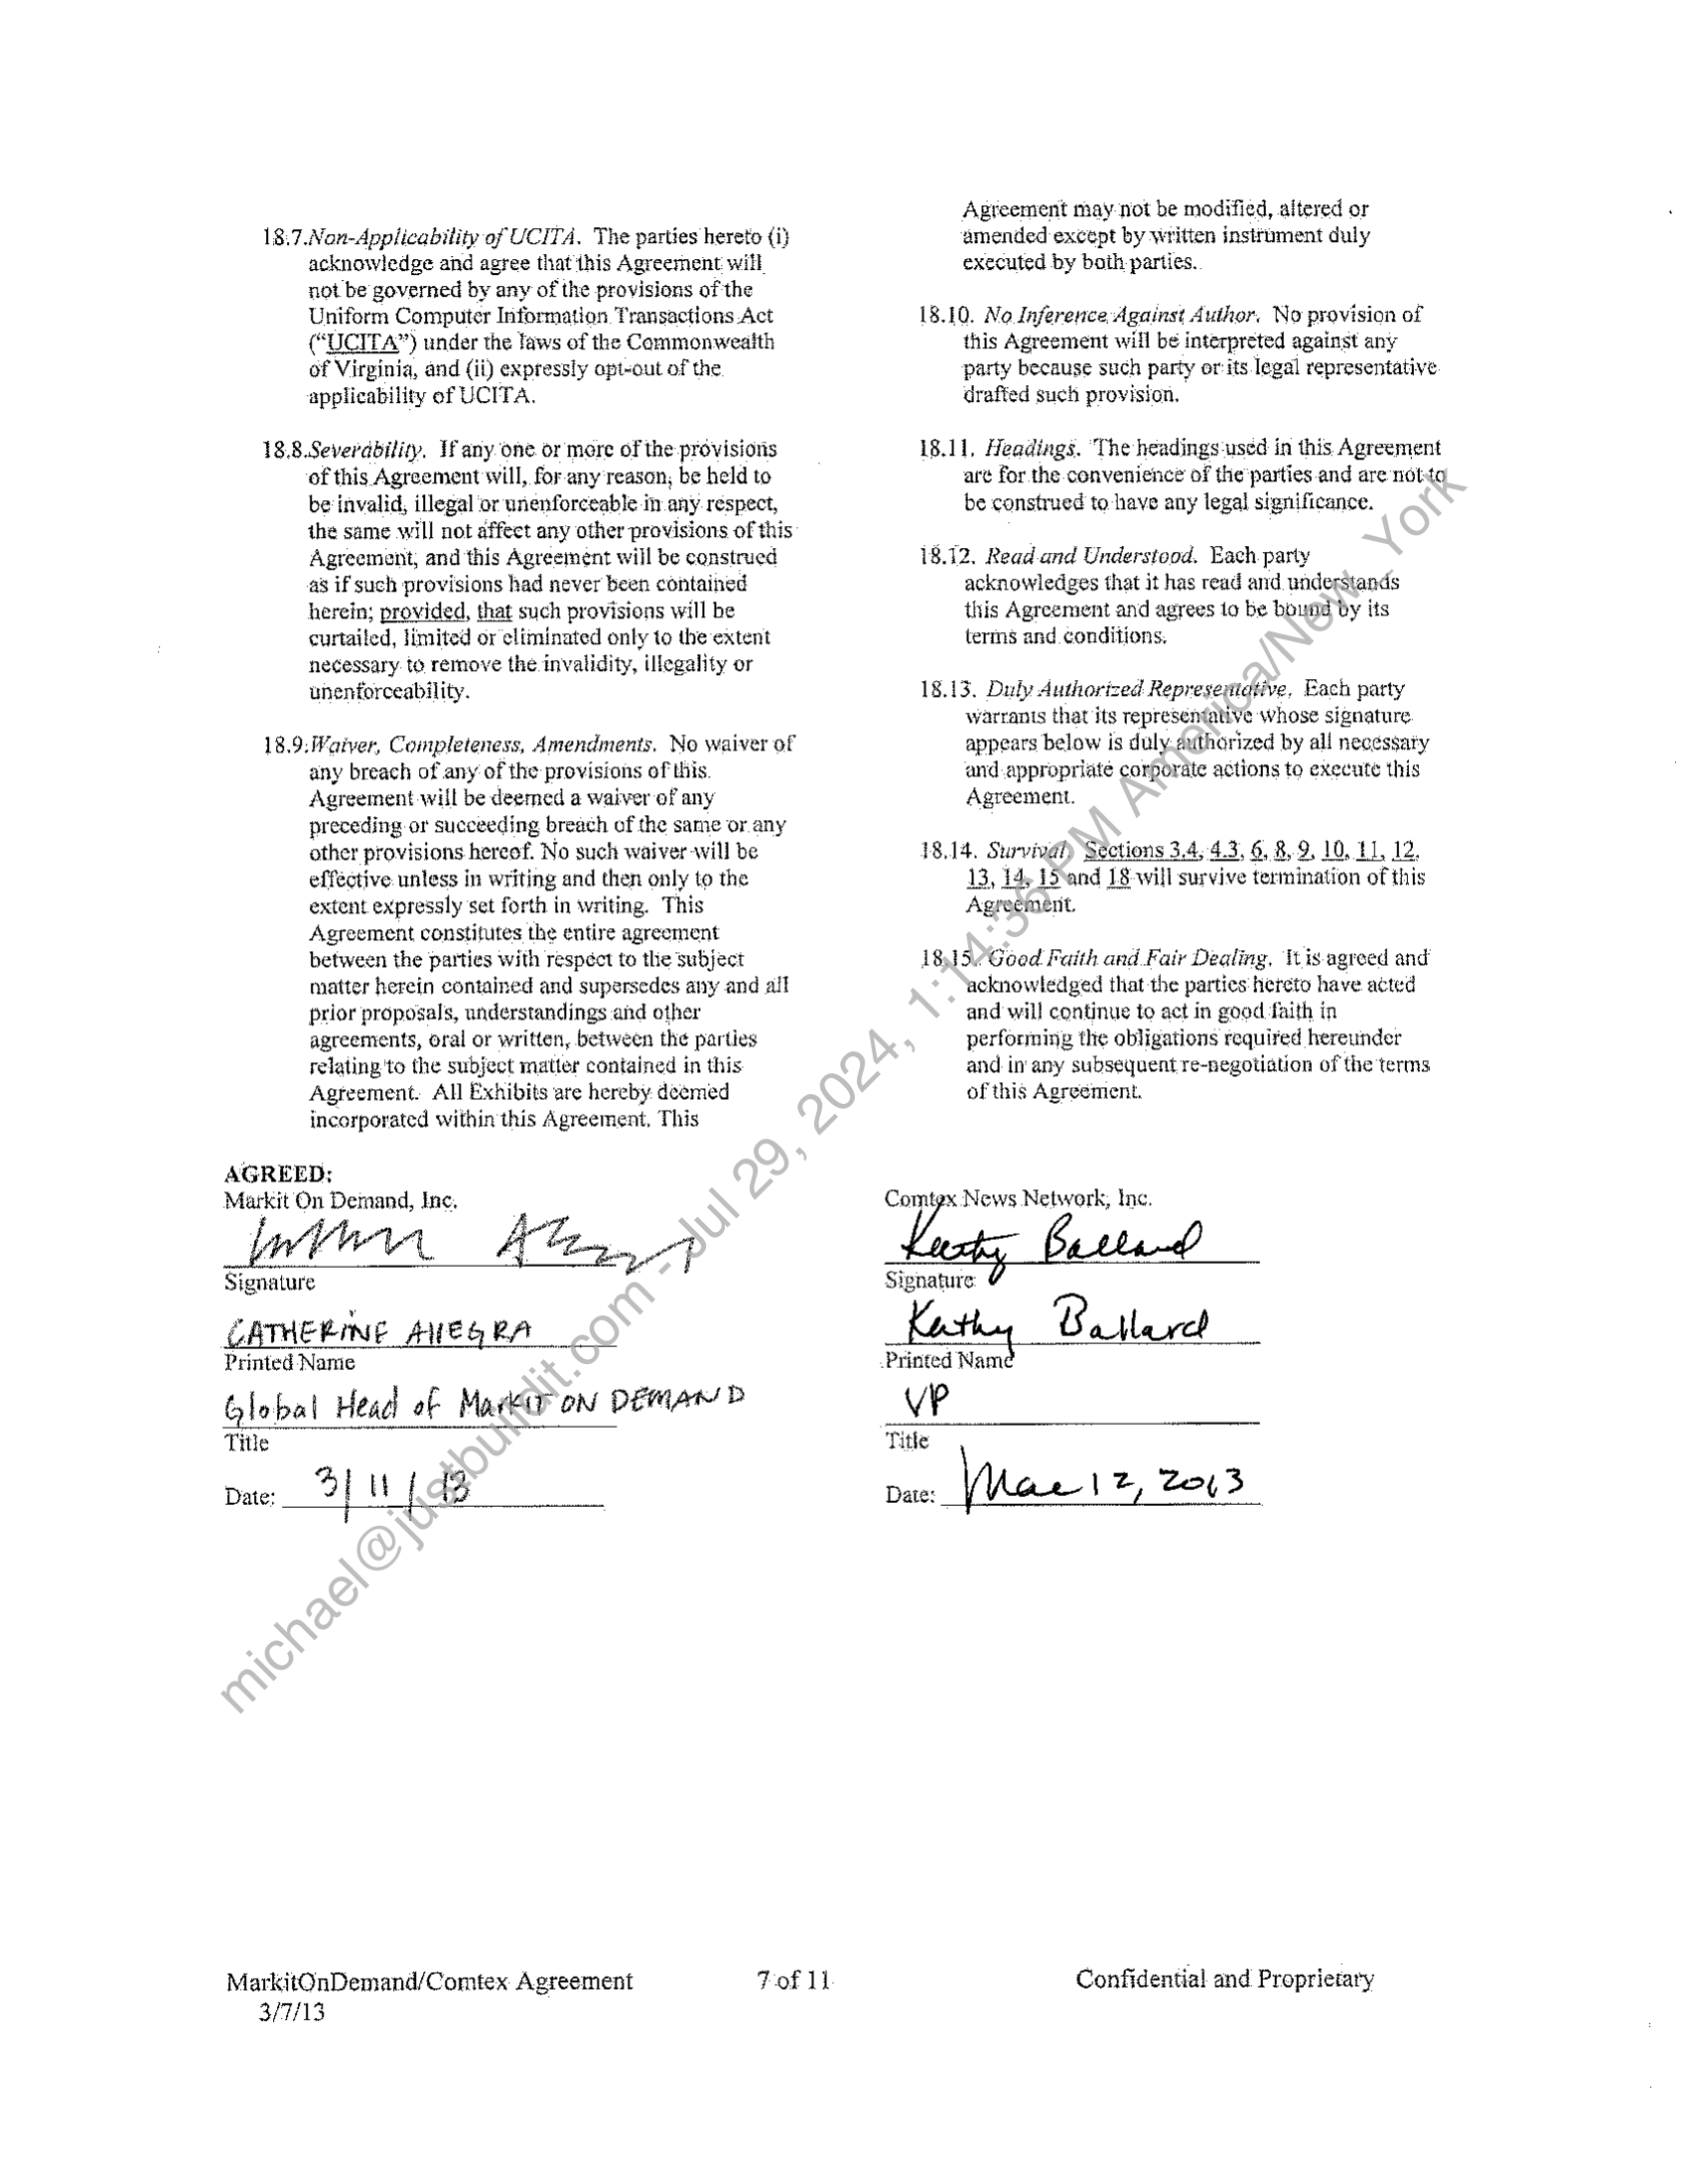 18.7.Non-Applicability of UCITA. The parties hereto (i)
acknowledge and agree that this Agreement will
not be governed by any of the provisions of the
Uniform Computer Information Transactions Act
(“UCITA”) under the laws of the Commonwealth
of Virginia, and (ii) expressly opt-out of the
applicability of UCITA.
18.8.Severability. If any one or more of the provisions
of this Agreement will, for any reason, be held to
be invalid, illegal or unenforceable in any respect,
the same will not affect any other provisions of this
Agreement, and this Agreement will be construed
as if such provisions had never been contained
herein; provided, that such provisions will be
curtailed, limited or eliminated only to the extent
necessary to remove the invalidity, illegality or
unenforceability.
18.9.Waiver, Completeness, Amendments. No waiver of
any breach of any of the provisions of this
Agreement will be deemed a waiver of any
preceding or succeeding breach of the same or any
other provisions hereof. No such waiver will be
effective unless in writing and then only to the
extent expressly set forth in writing. This
Agreement constitutes the entire agreement
between the parties with respect to the subject
matter herein contained and supersedes any and all
prior proposals, understandings and other
agreements, oral or written, between the parties
relating to the subject matter contained in this
Agreement. All Exhibits are hereby deemed
incorporated within this Agreement. This
Agreement may not be modified, altered or
amended except by written instrument duly
executed by both parties.
18.10. No Inference Against Author. No provision of
this Agreement will be interpreted against any
party because such party or its legal representative
drafted such provision.
18.11. Headings. The headings used in this Agreement
are for the convenience of the parties and are not to
be construed to have any legal significance.
18.12. Read and Understood. Each party
acknowledges that it has read and understands
this Agreement and agrees to be bound by its
terms and conditions.
18.13. Duly Authorized Representative. Each party
warrants that its representative whose signature
appears below is duly authorized by all necessary
and appropriate corporate actions to execute this
Agreement.
18.14. Survival. Sections 3.4, 4.3, 6, 8, 9, 10, 11, 12,
13, 14, 15 and 18 will survive termination of this
Agreement.
18.15. Good Faith and Fair Dealing. It is agreed and
acknowledged that the parties hereto have acted
and will continue to act in good faith in
performing the obligations required hereunder
and in any subsequent re-negotiation of the terms
of this Agreement.
AGREED:
Markit On Demand, Inc.
Signature
CATHERINE AllEGRA
Printed Name
Global Head of Markit ON DEMAND
Title
Date: 3/11/13
Comtex News Network, Inc.
Kathy Ballard
Signature
Kathy Ballard
Printed Name
VP
Title
Date: Mar 12, 2013
michael@justbuildit.com - Jul 29, 2024, 1:14:36 PM America/New_York
MarkitOnDemand/Comtex Agreement 7 of 11 Confidential and Proprietary
3/7/13